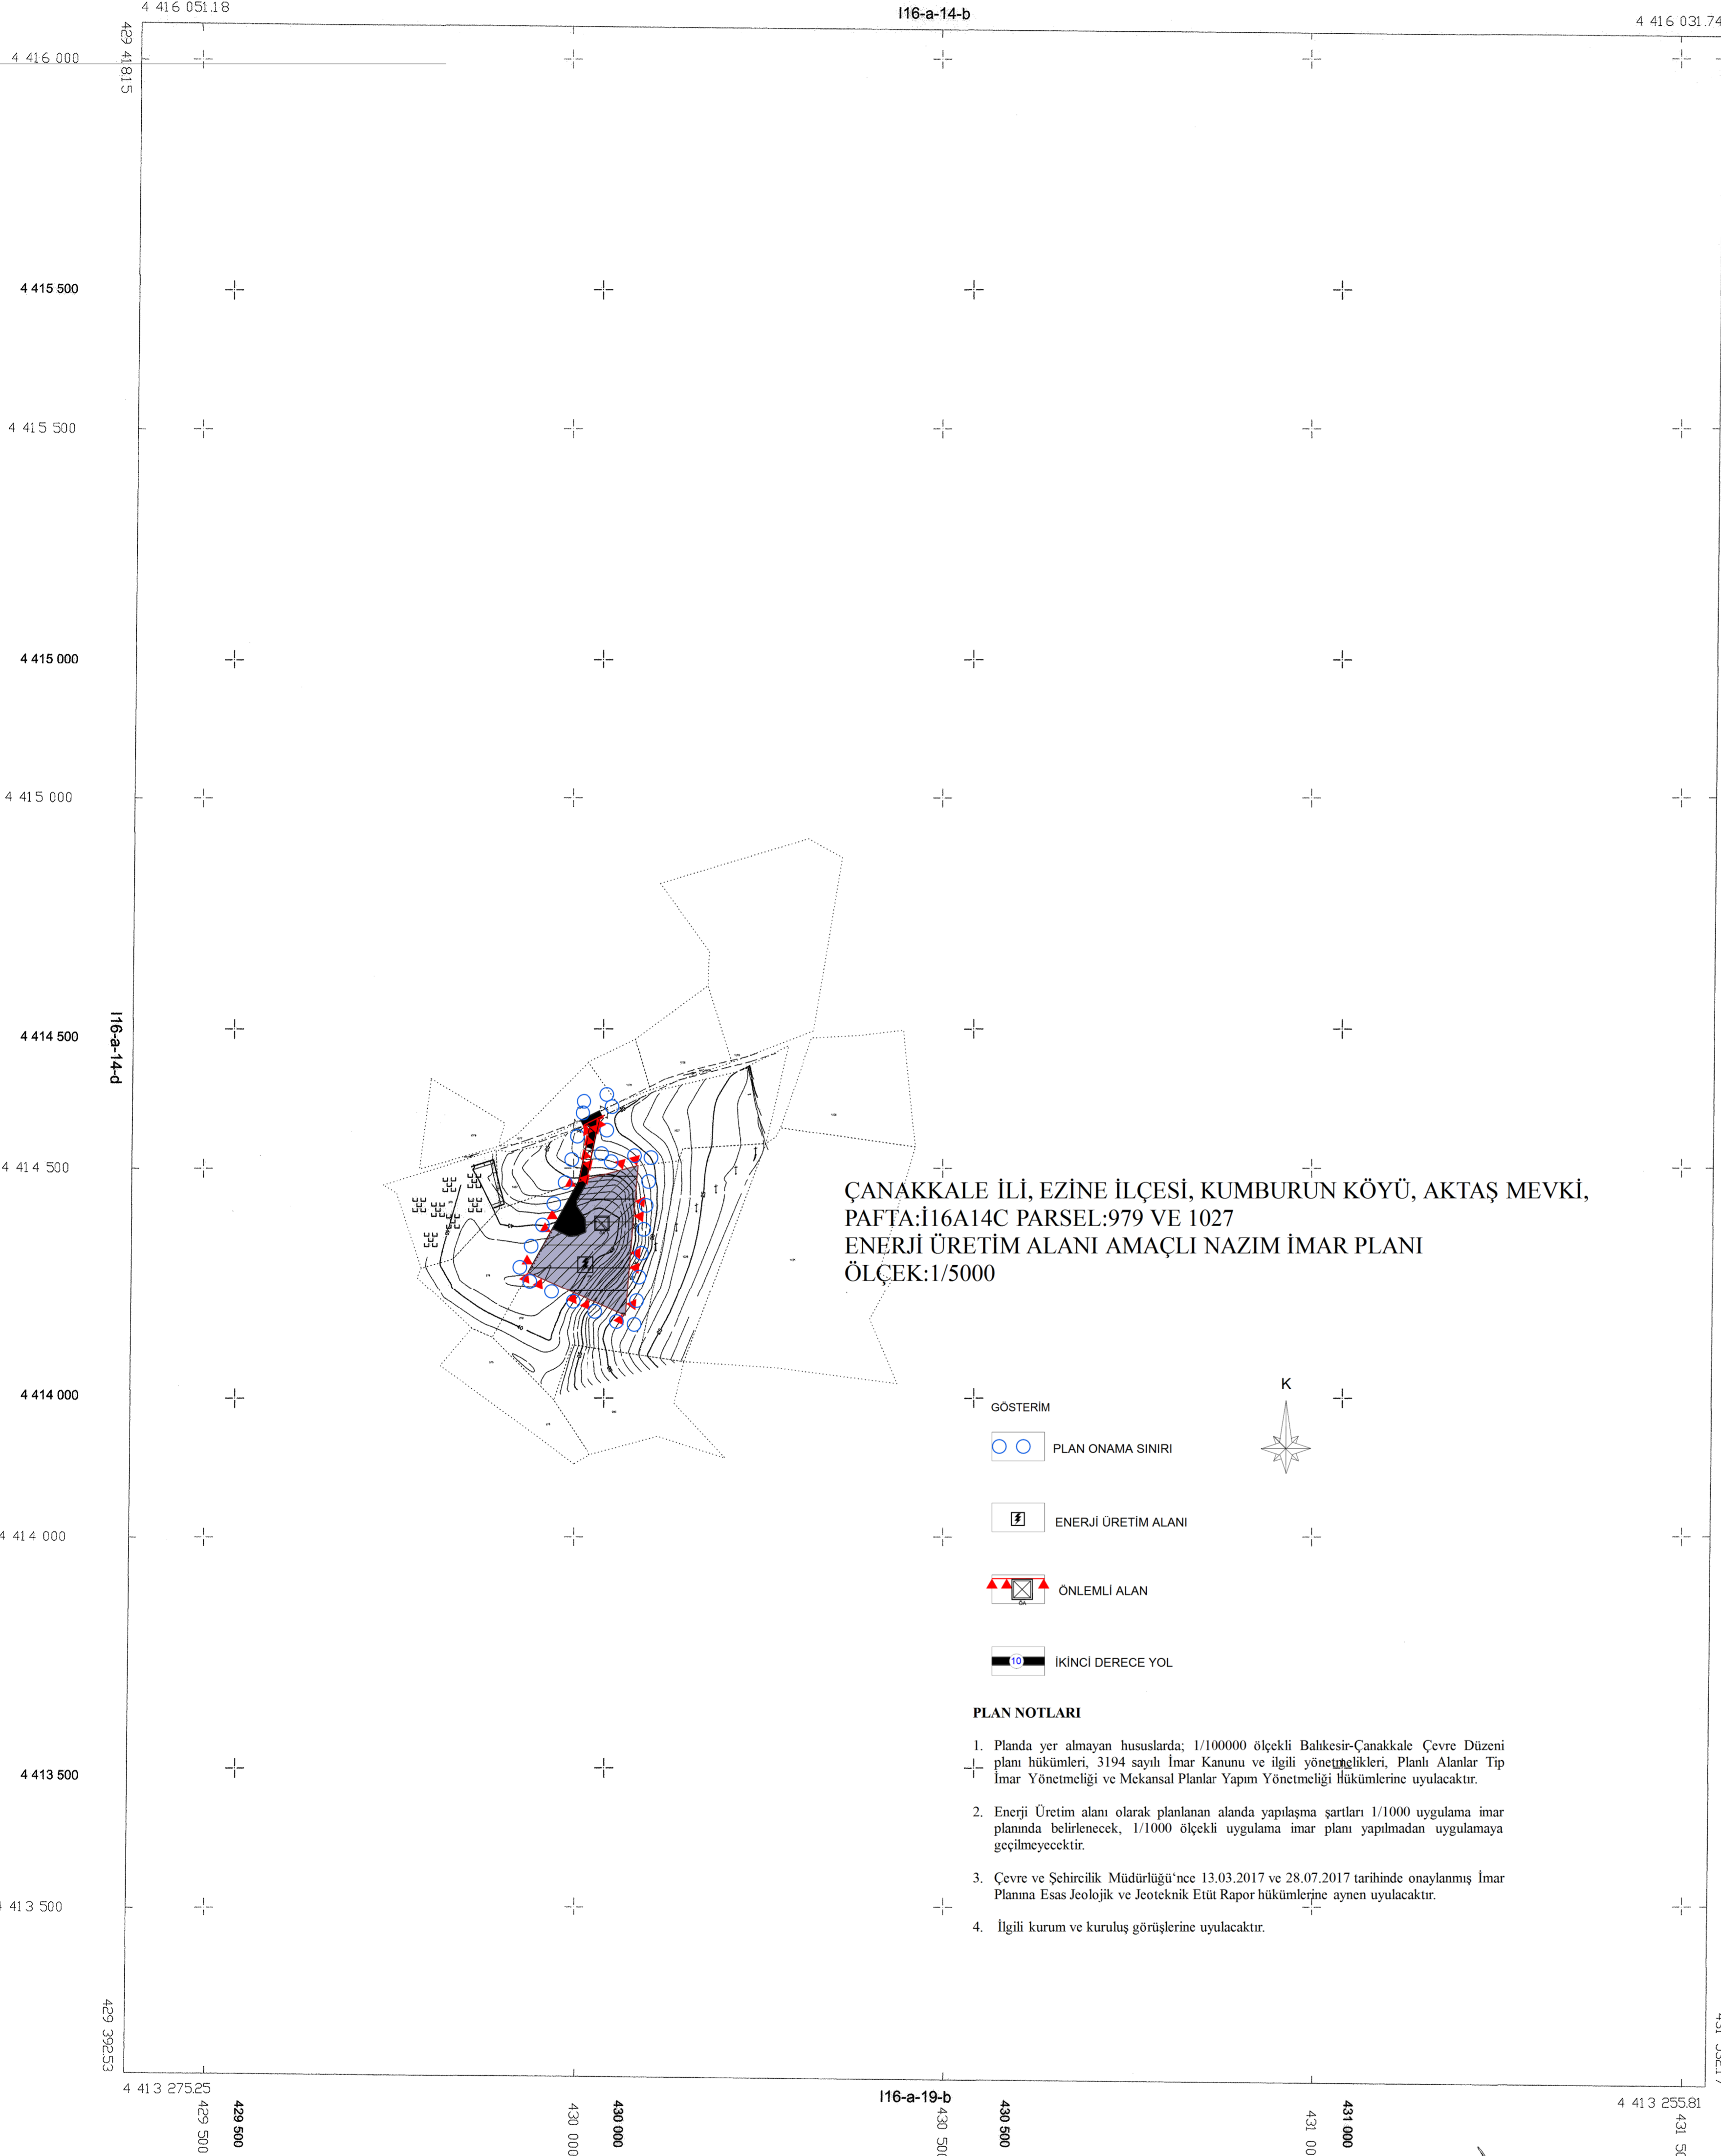 4 416 051.18
I16-a-14-b
4 416 031.74
429 418.15
4 416 000
4 415 500
4 415 500
4 415 000
4 415 000
I16-a-14-d
4 414 500
4 414 500
ÇANAKKALE İLİ, EZİNE İLÇESİ, KUMBURUN KÖYÜ, AKTAŞ MEVKİ,
PAFTA:İ16A14C PARSEL:979 VE 1027
ENERJİ ÜRETİM ALANI AMAÇLI NAZIM İMAR PLANI
ÖLÇEK:1/5000
4 414 000
K
GÖSTERİM
PLAN ONAMA SINIRI
ENERJİ ÜRETİM ALANI
4 414 000
ÖNLEMLİ ALAN
ÖA
10
İKİNCİ DERECE YOL
PLAN NOTLARI
1. Planda yer almayan hususlarda; 1/100000 ölçekli Balıkesir-Çanakkale Çevre Düzeni
planı hükümleri, 3194 sayılı İmar Kanunu ve ilgili yönetmelikleri, Planlı Alanlar Tip
İmar Yönetmeliği ve Mekansal Planlar Yapım Yönetmeliği hükümlerine uyulacaktır.
4 413 500
2. Enerji Üretim alanı olarak planlanan alanda yapılaşma şartları 1/1000 uygulama imar
planında belirlenecek, 1/1000 ölçekli uygulama imar planı yapılmadan uygulamaya
geçilmeyecektir.
3. Çevre ve Şehircilik Müdürlüğü‘nce 13.03.2017 ve 28.07.2017 tarihinde onaylanmış İmar
Planına Esas Jeolojik ve Jeoteknik Etüt Rapor hükümlerine aynen uyulacaktır.
413 500
4. İlgili kurum ve kuruluş görüşlerine uyulacaktır.
429 392.53
4 413 275.25
I16-a-19-b
4 413 255.81
429 500
429 500
430 000
430 000
430 500
430 500
431 00
431 000
431 50